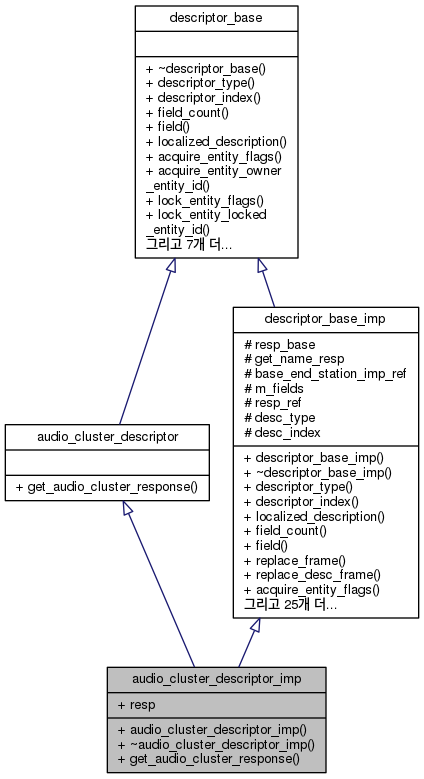 descriptor_base
+ ~descriptor_base()
+ descriptor_type()
+ descriptor_index()
+ field_count()
+ field()
+ localized_description()
+ acquire_entity_flags()
+ acquire_entity_owner
_entity_id()
+ lock_entity_flags()
+ lock_entity_locked
_entity_id()
그리고 7개 더...
descriptor_base_imp
# resp_base
# get_name_resp
# base_end_station_imp_ref
# m_fields
# resp_ref
# desc_type
# desc_index
+ descriptor_base_imp()
+ ~descriptor_base_imp()
+ descriptor_type()
+ descriptor_index()
+ localized_description()
+ field_count()
+ field()
+ replace_frame()
+ replace_desc_frame()
+ acquire_entity_flags()
그리고 25개 더...
audio_cluster_descriptor
+ get_audio_cluster_response()
audio_cluster_descriptor_imp
+ resp
+ audio_cluster_descriptor_imp()
+ ~audio_cluster_descriptor_imp()
+ get_audio_cluster_response()